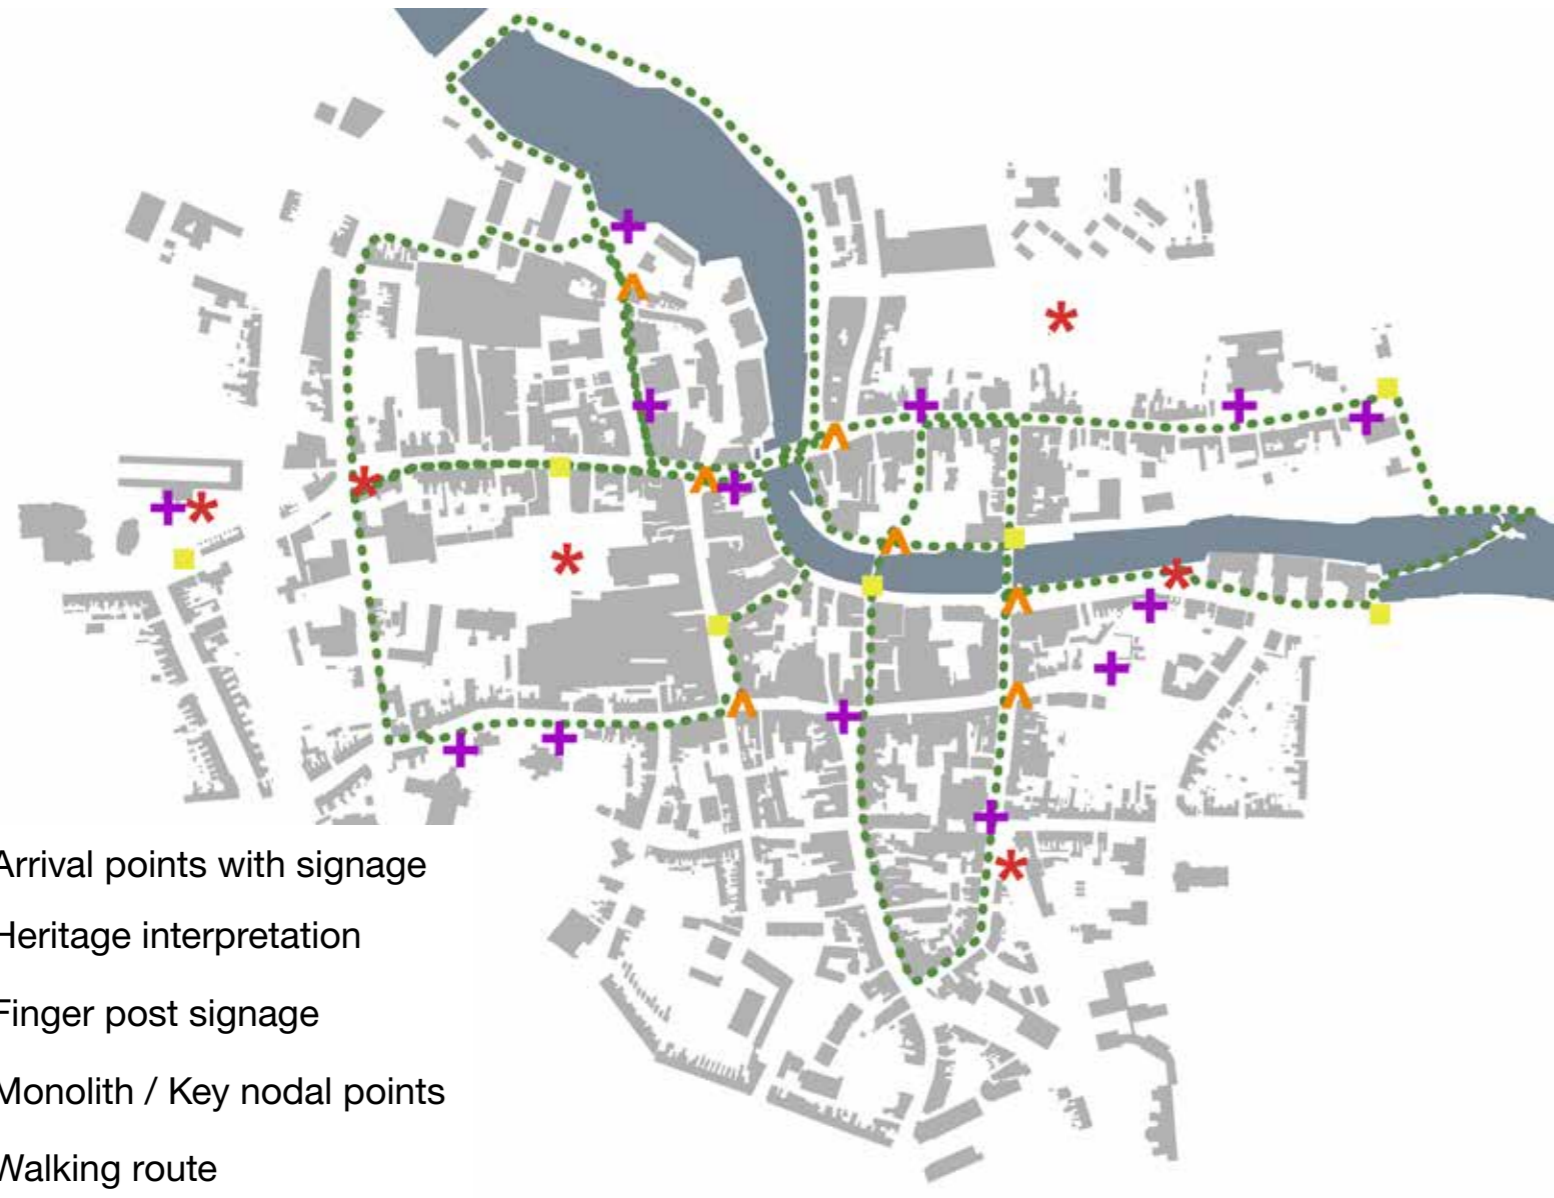 Arrival points with signage
Heritage interpretation
Finger post signage
Monolith / Key nodal points
Walking route